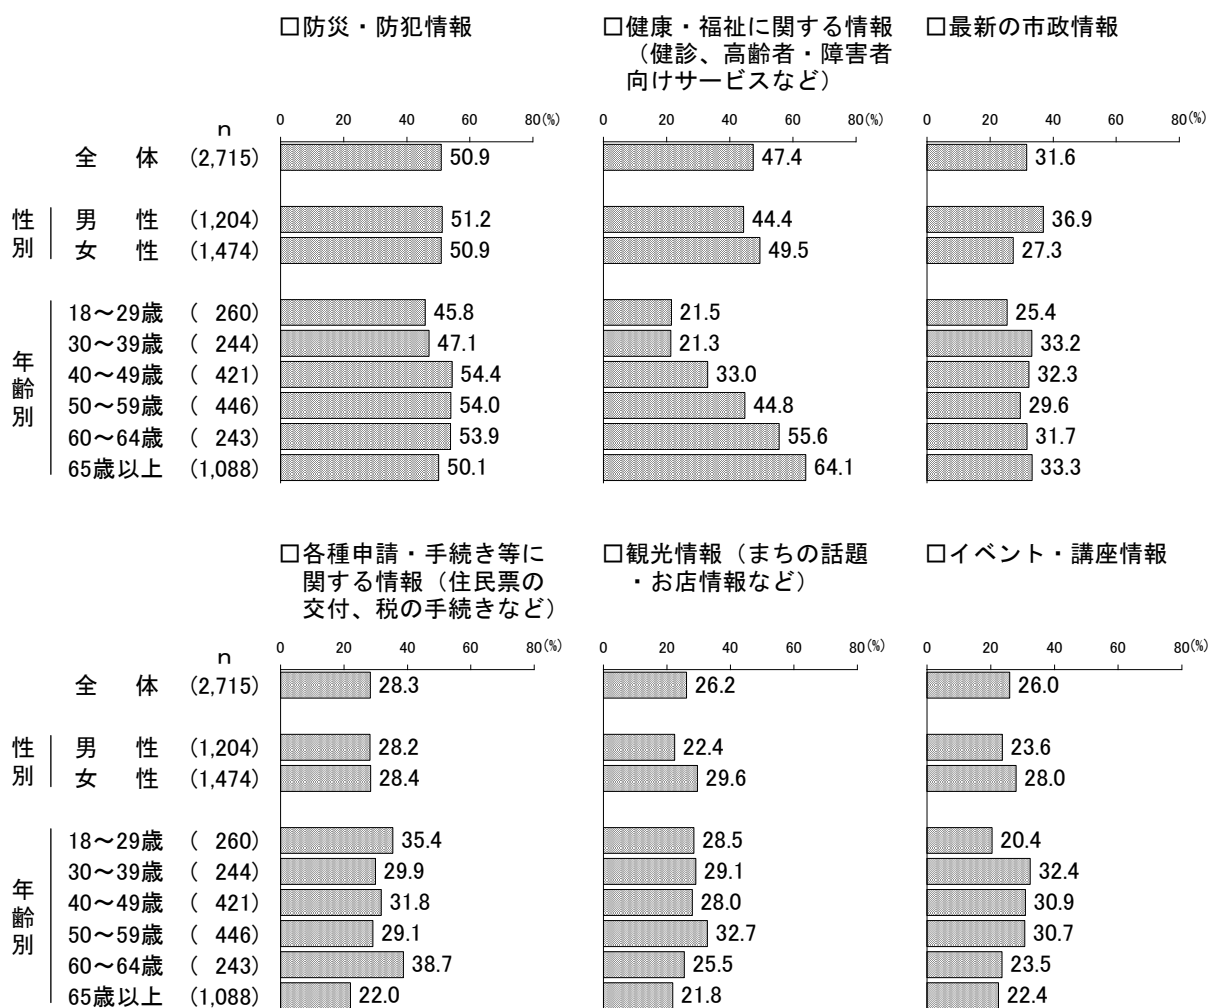 □防災・防犯情報
□健康・福祉に関する情報
（健診、高齢者・障害者
向けサービスなど）
□最新の市政情報
n
0 20 40 60 80(%)
0 20 40 60 80(%)
0 20 40 60 80(%)
全 体 (2,715) 50.9 47.4 31.6
性別
男 性 (1,204) 51.2 44.4 36.9
女 性 (1,474) 50.9 49.5 27.3
年齢別
18～29歳 ( 260) 45.8 21.5 25.4
30～39歳 ( 244) 47.1 21.3 33.2
40～49歳 ( 421) 54.4 33.0 32.3
50～59歳 ( 446) 54.0 44.8 29.6
60～64歳 ( 243) 53.9 55.6 31.7
65歳以上 (1,088) 50.1 64.1 33.3
□各種申請・手続き等に
関する情報（住民票の
交付、税の手続きなど）
□観光情報（まちの話題
・お店情報など）
□イベント・講座情報
n
0 20 40 60 80(%)
0 20 40 60 80(%)
0 20 40 60 80(%)
全 体 (2,715) 28.3 26.2 26.0
性別
男 性 (1,204) 28.2 22.4 23.6
女 性 (1,474) 28.4 29.6 28.0
年齢別
18～29歳 ( 260) 35.4 28.5 20.4
30～39歳 ( 244) 29.9 29.1 32.4
40～49歳 ( 421) 31.8 28.0 30.9
50～59歳 ( 446) 29.1 32.7 30.7
60～64歳 ( 243) 38.7 25.5 23.5
65歳以上 (1,088) 22.0 21.8 22.4